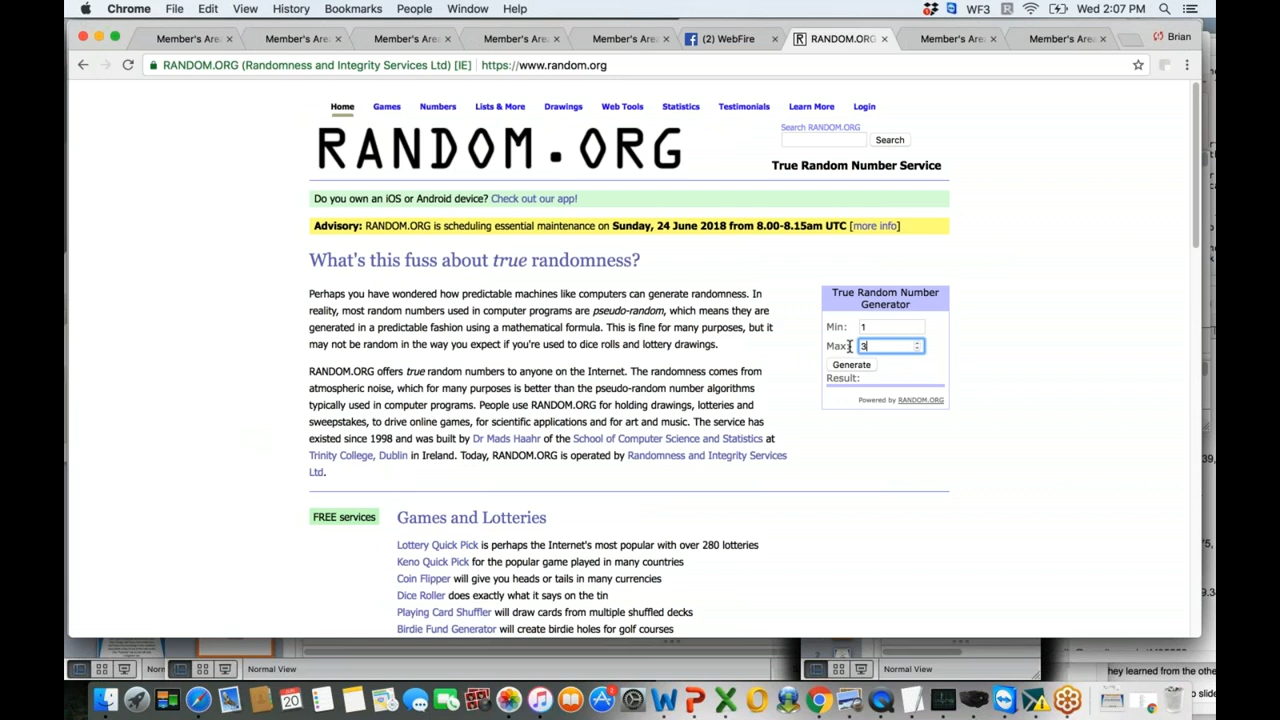 Chrome File Edit View History Bookmarks People Window Help WF3 Wed 2:07 PM
Member's Area Member's Area Member's Area Member's Area Member's Area (2) WebFire RANDOM.ORG Member's Area Member's Area Brian
RANDOM.ORG (Randomness and Integrity Services Ltd) [IE] https://www.random.org
Home Games Numbers Lists & More Drawings Web Tools Statistics Testimonials Learn More Login
RANDOM.ORG
Search RANDOM.ORG
Search
True Random Number Service
Do you own an iOS or Android device? Check out our app!
Advisory: RANDOM.ORG is scheduling essential maintenance on Sunday, 24 June 2018 from 8.00-8.15am UTC [more info]
What's this fuss about true randomness?
Perhaps you have wondered how predictable machines like computers can generate randomness. In
reality, most random numbers used in computer programs are pseudo-random, which means they are
generated in a predictable fashion using a mathematical formula. This is fine for many purposes, but it
may not be random in the way you expect if you're used to dice rolls and lottery drawings.
RANDOM.ORG offers true random numbers to anyone on the Internet. The randomness comes from
atmospheric noise, which for many purposes is better than the pseudo-random number algorithms
typically used in computer programs. People use RANDOM.ORG for holding drawings, lotteries and
sweepstakes, to drive online games, for scientific applications and for art and music. The service has
existed since 1998 and was built by Dr Mads Haahr of the School of Computer Science and Statistics at
Trinity College, Dublin in Ireland. Today, RANDOM.ORG is operated by Randomness and Integrity Services
Ltd.
True Random Number
Generator
Min: 1
Max: 3
Generate
Result:
Powered by RANDOM.ORG
FREE services
Games and Lotteries
Lottery Quick Pick is perhaps the Internet's most popular with over 280 lotteries
Keno Quick Pick for the popular game played in many countries
Coin Flipper will give you heads or tails in many currencies
Dice Roller does exactly what it says on the tin
Playing Card Shuffler will draw cards from multiple shuffled decks
Birdie Fund Generator will create birdie holes for golf courses
Norm Normal View Normal View
hey learned from the othe
o slide